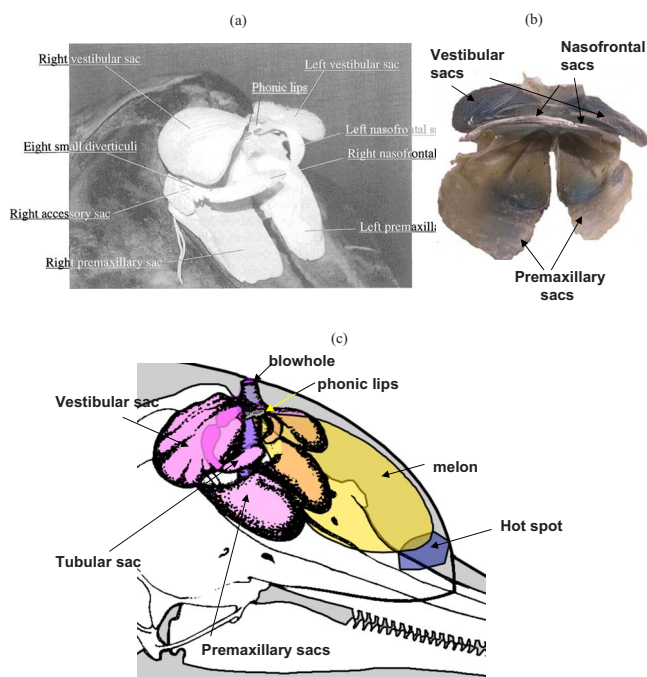 (a)
Right vestibular sac
Left vestibular sac
Phonic lips
Left nasofrontal s
Eight small diverticuli
Right nasofrontal
Right accessory sac
Left premaxilla
Right premaxillary sac
(b)
Vestibular
sacs
Nasofrontal
sacs
Premaxillary
sacs
(c)
blowhole
phonic lips
Vestibular sac
melon
Hot spot
Tubular sac
Premaxillary sacs